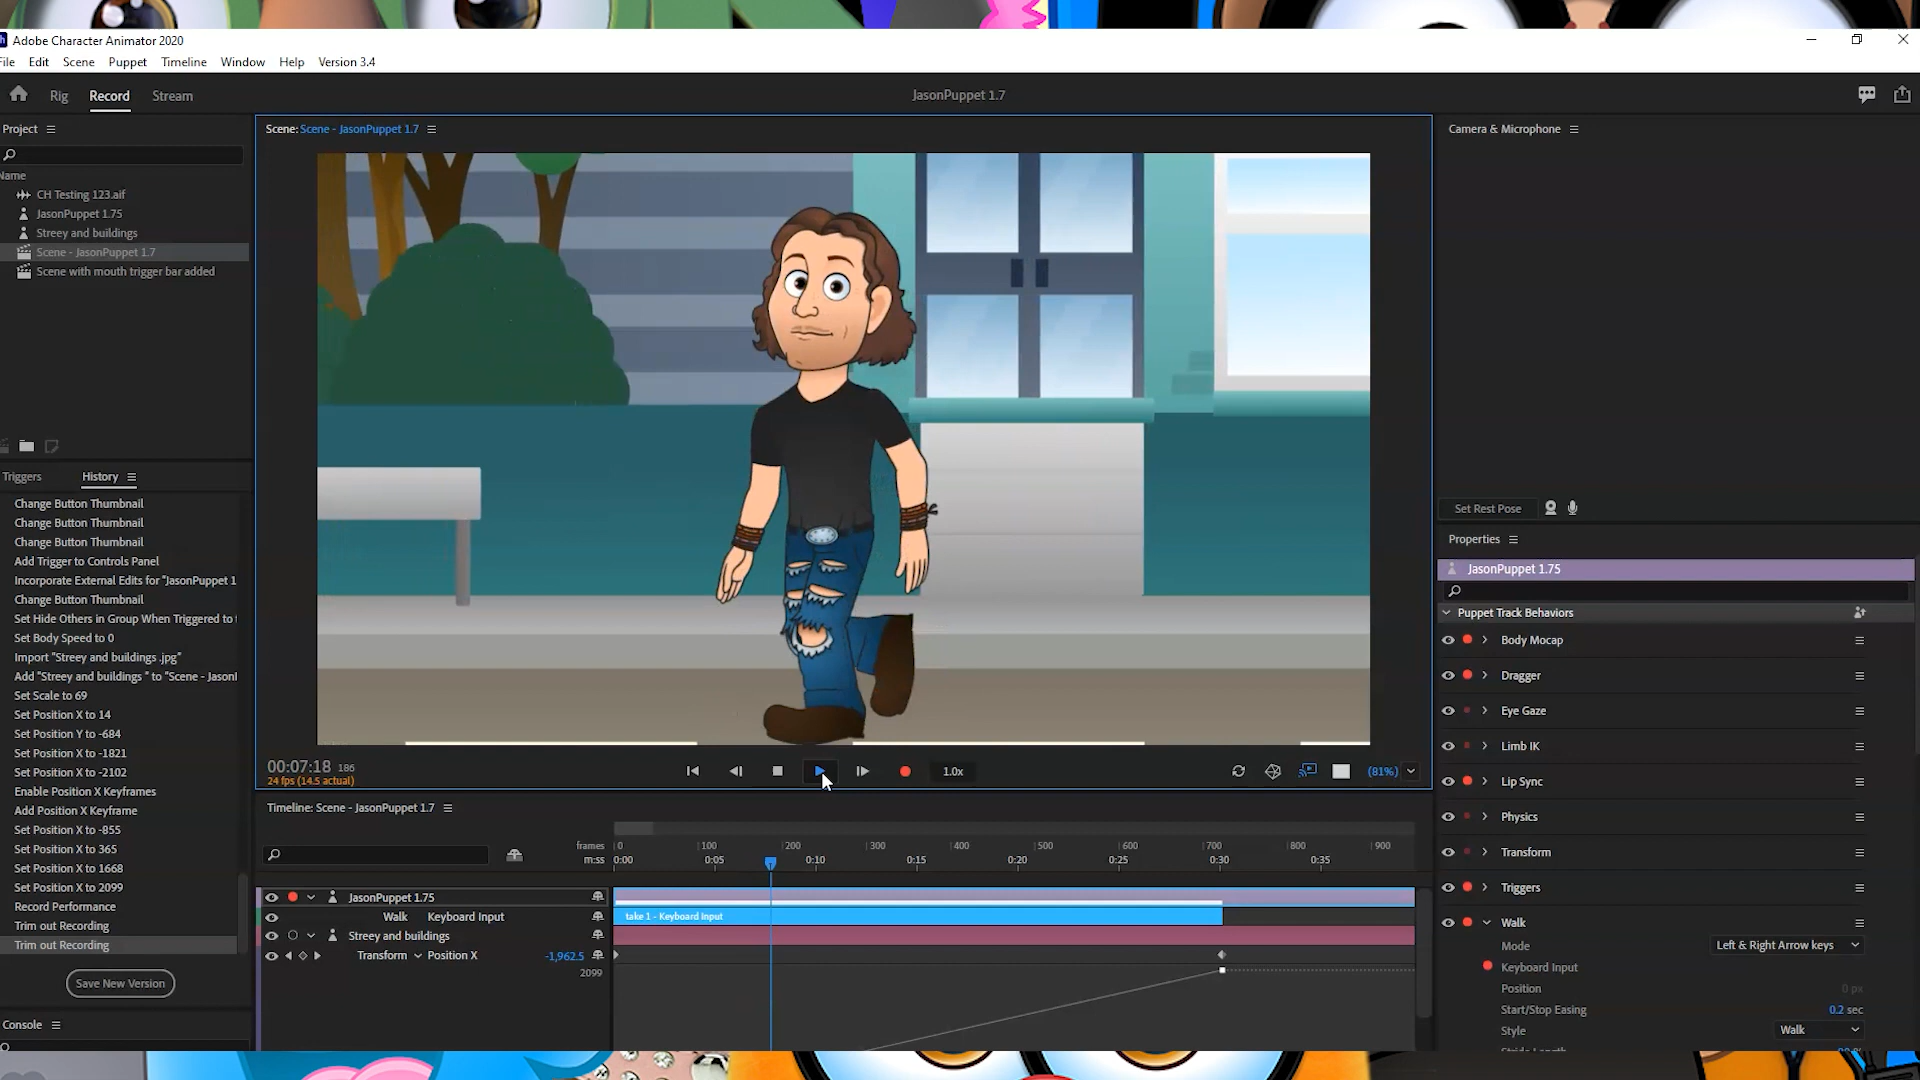 Adobe Character Animator 2020
File Edit Scene Puppet Timeline Window Help Version 3.4
Rig Record Stream
JasonPuppet 1.7
Project
Name
CH Testing 123.aif
JasonPuppet 1.75
Streey and buildings
Scene - JasonPuppet 1.7
Scene with mouth trigger bar added
Triggers History
Change Button Thumbnail
Change Button Thumbnail
Change Button Thumbnail
Add Trigger to Controls Panel
Incorporate External Edits for "JasonPuppet 1
Change Button Thumbnail
Set Hide Others in Group When Triggered to
Set Body Speed to 0
Import "Streey and buildings .jpg"
Add "Streey and buildings " to "Scene - Jason
Set Scale to 69
Set Position X to 14
Set Position Y to -684
Set Position X to -1821
Set Position X to -2102
Enable Position X Keyframes
Add Position X Keyframe
Set Position X to -855
Set Position X to 365
Set Position X to 1668
Set Position X to 2099
Record Performance
Trim out Recording
Trim out Recording
Save New Version
Console
Scene: Scene - JasonPuppet 1.7
00:07:18 186
24 fps (14.5 actual)
1.0x
(81%)
Timeline: Scene - JasonPuppet 1.7
frames 0 100 200 300 400 500 600 700 800 900
m:ss 0:00 0:05 0:10 0:15 0:20 0:25 0:30 0:35
JasonPuppet 1.75
Walk Keyboard Input
take 1 - Keyboard Input
Streey and buildings
Transform Position X -1,962.5
2099
Camera & Microphone
Set Rest Pose
Properties
JasonPuppet 1.75
Puppet Track Behaviors
Body Mocap
Dragger
Eye Gaze
Limb IK
Lip Sync
Physics
Transform
Triggers
Walk
Mode Left & Right Arrow keys
Keyboard Input
Position 0 px
Start/Stop Easing 0.2 sec
Style Walk
Stride Length